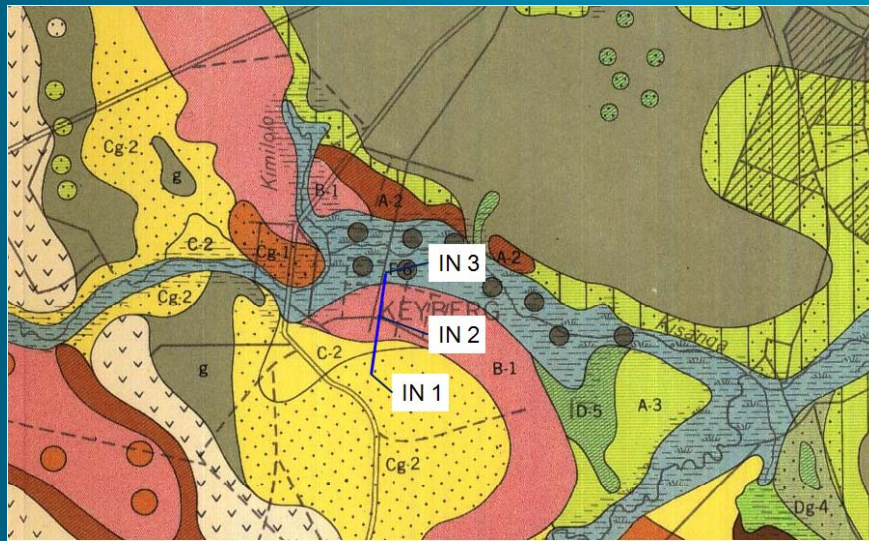 Cg-2
g
Kimilolo
B-1
A-2
C-2
Cg-1
Cg-2
A-2
IN 3
KEYBERG
Kisanga
IN 2
C-2
g
B-1
IN 1
D-5
A-3
Cg-2
Dg-4